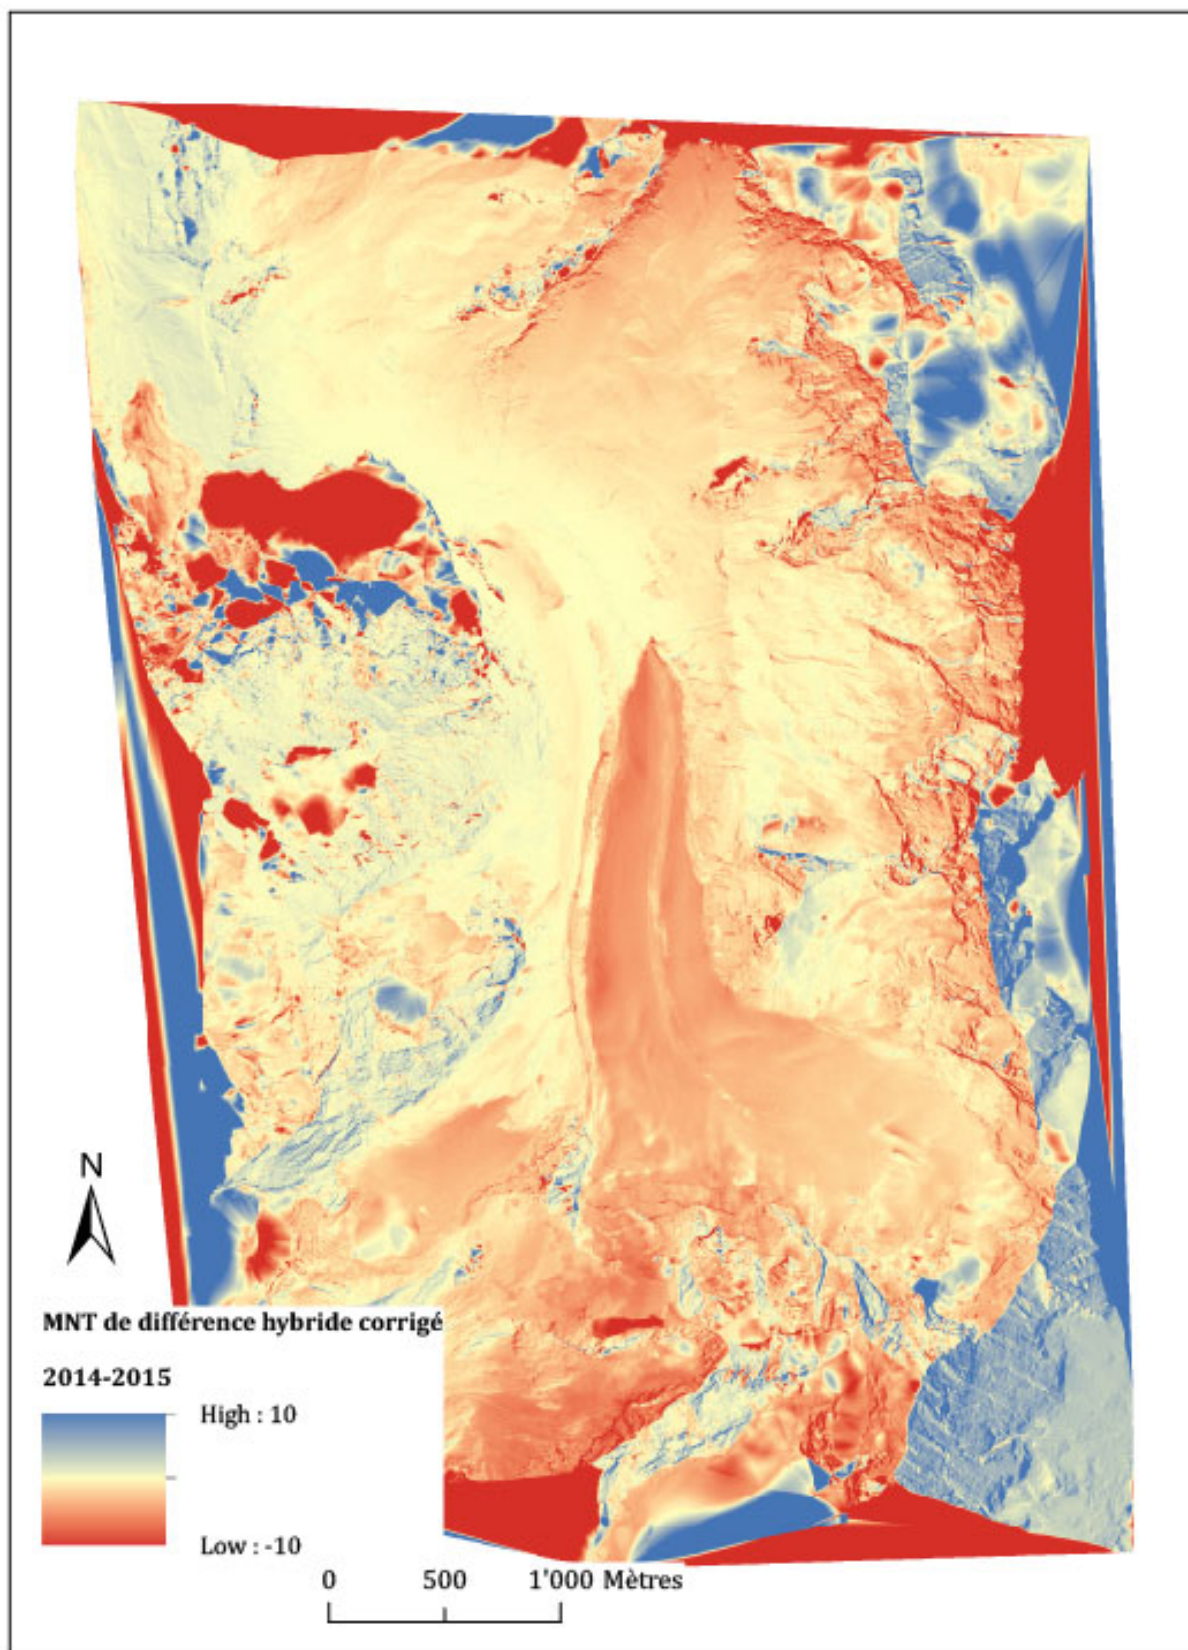 N
MNT de différence hybride corrigé
2014-2015
High : 10
Low : -10
0 500 1'000 Mètres